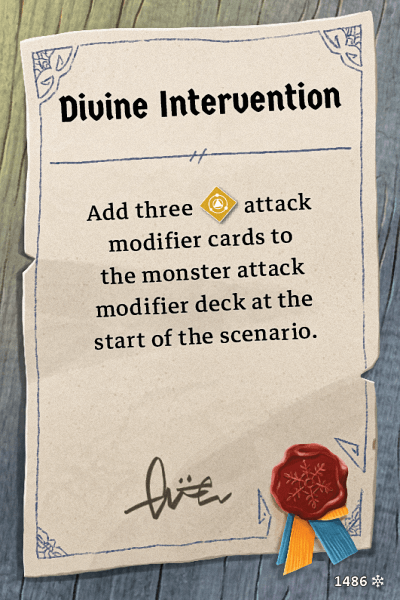 Divine Intervention
Add three attack
modifier cards to
the monster attack
modifier deck at the
start of the scenario.
1486